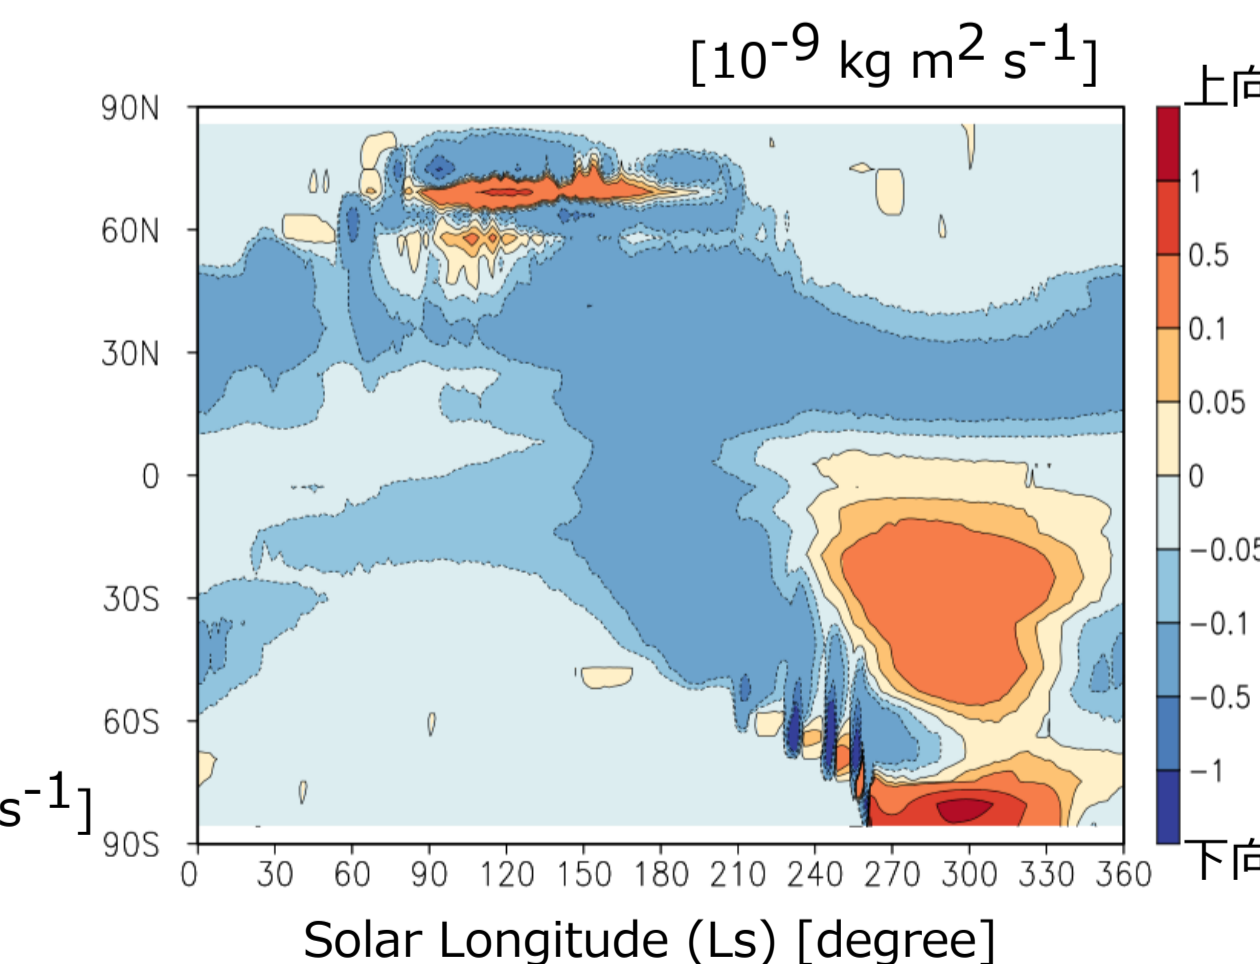 [10-9 kg m2 s-1]
上向
90N
60N
30N
0
30S
60S
90S
s-1]
1
0.5
0.1
0.05
0
-0.05
-0.1
-0.5
-1
下向
0 30 60 90 120 150 180 210 240 270 300 330 360
Solar Longitude (Ls) [degree]